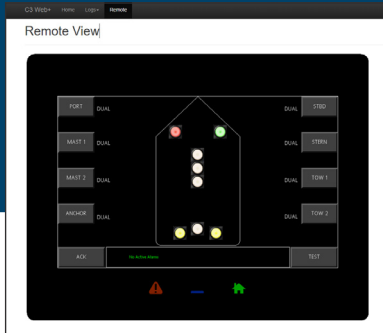 C3 Web+ Home Logs+ Remote
Remote View
PORT DUAL DUAL STBD
MAST 1 DUAL DUAL STERN
MAST 2 DUAL DUAL TOW 1
ANCHOR DUAL DUAL TOW 2
ACK No Active Alarms TEST